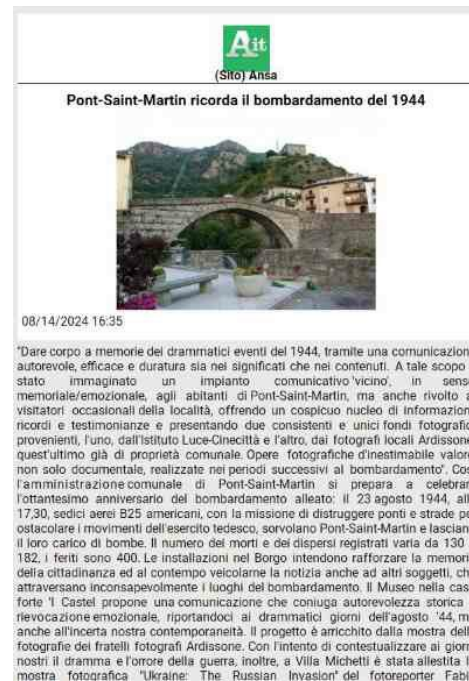 Ait
(Sito) Ansa
Pont-Saint-Martin ricorda il bombardamento del 1944
08/14/2024 16:35
"Dare corpo a memorie dei drammatici eventi del 1944, tramite una comunicazion
autorevole, efficace e duratura sia nei significati che nei contenuti. A tale scopo
stato immaginato un impianto comunicativo 'vicino', in sens
memoriale/emozionale, agli abitanti di Pont-Saint-Martin, ma anche rivolto a
visitatori occasionali della località, offrendo un cospicuo nucleo di informazion
ricordi e testimonianze e presentando due consistenti e unici fondi fotografic
provenienti, l'uno, dall'Istituto Luce-Cinecittà e l'altro, dai fotografi locali Ardissone
quest'ultimo già di proprietà comunale. Opere fotografiche d'inestimabile valore
non solo documentale, realizzate nei periodi successivi al bombardamento". Cos
l'amministrazione comunale di Pont-Saint-Martin si prepara a celebrar
l'ottantesimo anniversario del bombardamento alleato: il 23 agosto 1944, all
17,30, sedici aerei B25 americani, con la missione di distruggere ponti e strade pe
ostacolare i movimenti dell'esercito tedesco, sorvolano Pont-Saint-Martin e lascian
il loro carico di bombe. Il numero dei morti e dei dispersi registrati varia da 130
182, i feriti sono 400. Le installazioni nel Borgo intendono rafforzare la memori
della cittadinanza ed al contempo veicolarne la notizia anche ad altri soggetti, ch
attraversano inconsapevolmente i luoghi del bombardamento. Il Museo nella cas
forte 'l Castel propone una comunicazione che coniuga autorevolezza storica
rievocazione emozionale, riportandoci ai drammatici giorni dell'agosto '44, m
anche all'incerta nostra contemporaneità. Il progetto è arricchito dalla mostra dell
fotografie dei fratelli fotografi Ardissone. Con l'intento di contestualizzare ai giorn
nostri il dramma e l'orrore della guerra, inoltre, a Villa Michetti è stata allestita l
mostra fotografica "Ukraine: The Russian Invasion" del fotoreporter Fabi